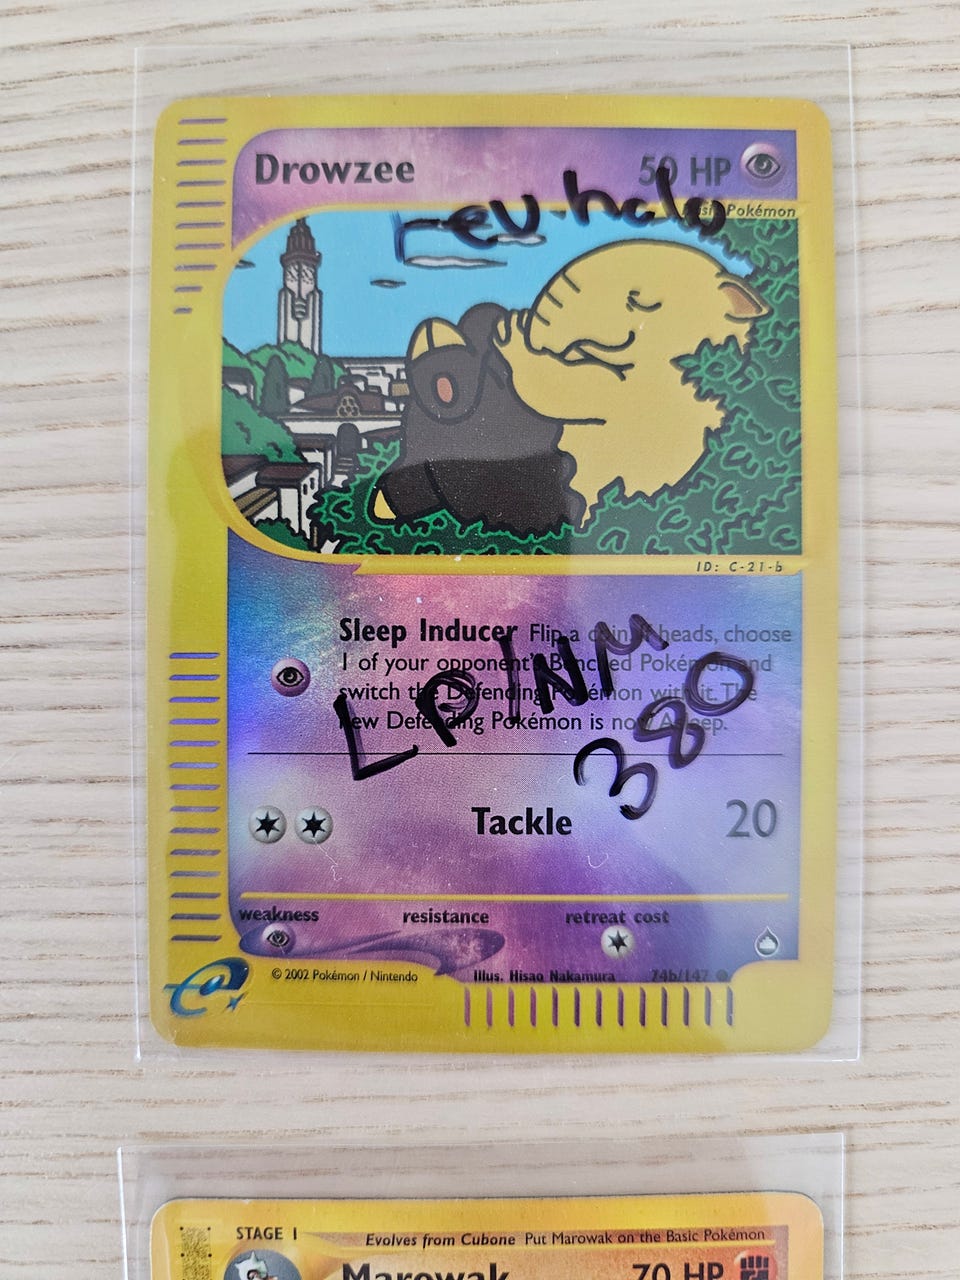 Drowzee 50 HP
rev.halo
Basic Pokémon
ID: C-21-b
Sleep Inducer Flip a coin. If heads, choose
1 of your opponent's Benched Pokémon and
switch the Defending Pokémon with it. The
new Defending Pokémon is now Asleep.
LP/NM
380
Tackle 20
weakness resistance retreat cost
© 2002 Pokémon / Nintendo Illus. Hisao Nakamura 74b/147
STAGE 1 Evolves from Cubone Put Marowak on the Basic Pokémon
Marowak 70 HP